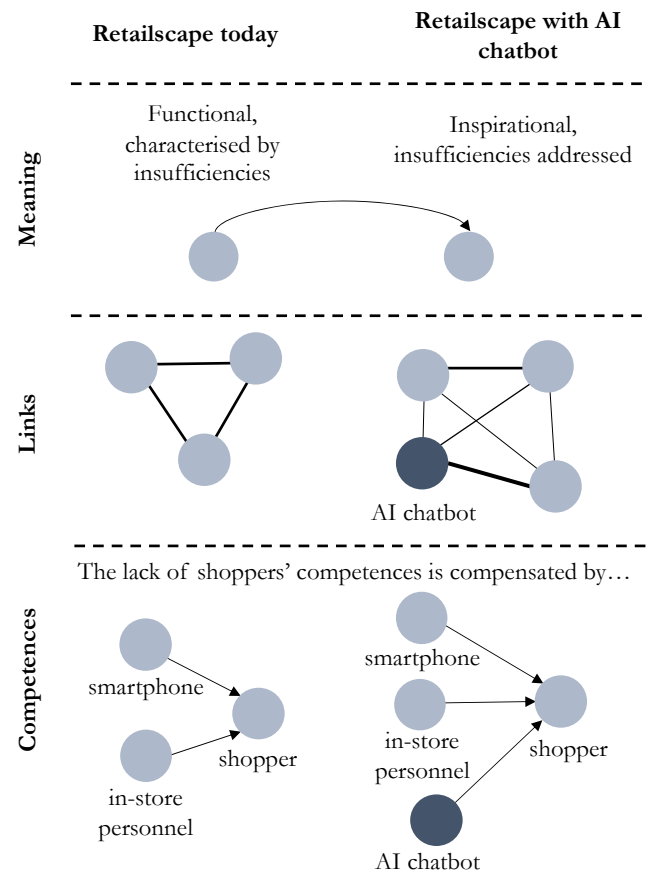 Retailscape today
Retailscape with AI
chatbot
Meaning
Functional,
characterised by
insufficiencies
Inspirational,
insufficiencies addressed
Links
AI chatbot
Competences
The lack of shoppers’ competences is compensated by…
smartphone
shopper
in-store
personnel
smartphone
in-store
personnel
shopper
AI chatbot